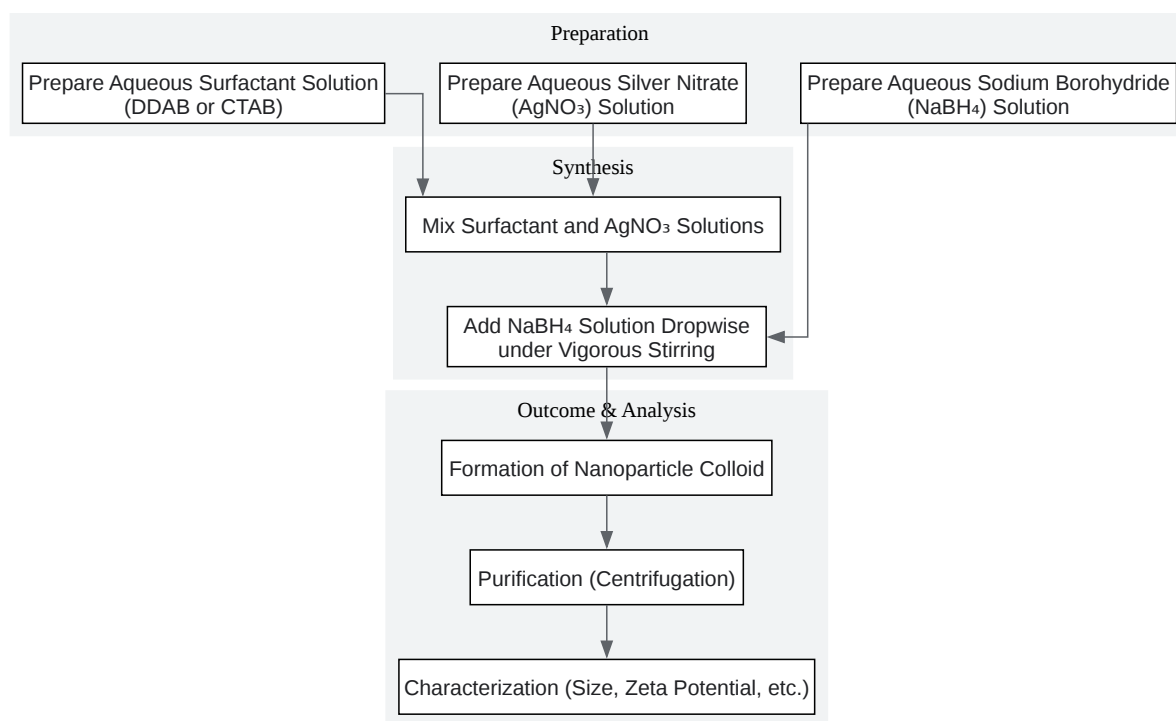 Preparation
Prepare Aqueous Surfactant Solution
(DDAB or CTAB)
Prepare Aqueous Silver Nitrate
(AgNO₃) Solution
Prepare Aqueous Sodium Borohydride
(NaBH₄) Solution
Synthesis
Mix Surfactant and AgNO₃ Solutions
Add NaBH₄ Solution Dropwise
under Vigorous Stirring
Outcome & Analysis
Formation of Nanoparticle Colloid
Purification (Centrifugation)
Characterization (Size, Zeta Potential, etc.)